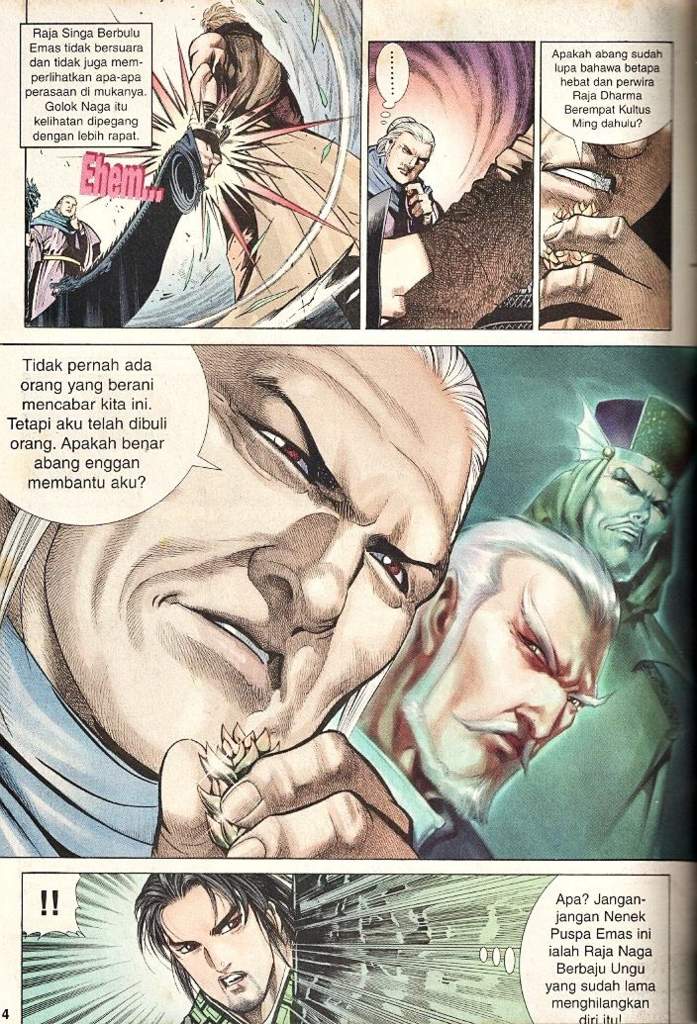 Raja Singa Berbulu
Emas tidak bersuara
dan tidak juga mem-
perlihatkan apa-apa
perasaan di mukanya.
Golok Naga itu
kelihatan dipegang
dengan lebih rapat.
Ehem...
........
Apakah abang sudah
lupa bahawa betapa
hebat dan perwira
Raja Dharma
Berempat Kultus
Ming dahulu?
Tidak pernah ada
orang yang berani
mencabar kita ini.
Tetapi aku telah dibuli
orang. Apakah benar
abang enggan
membantu aku?
!!
Apa? Jangan-
jangan Nenek
Puspa Emas ini
ialah Raja Naga
Berbaju Ungu
yang sudah lama
menghilangkan
diri itu!
4